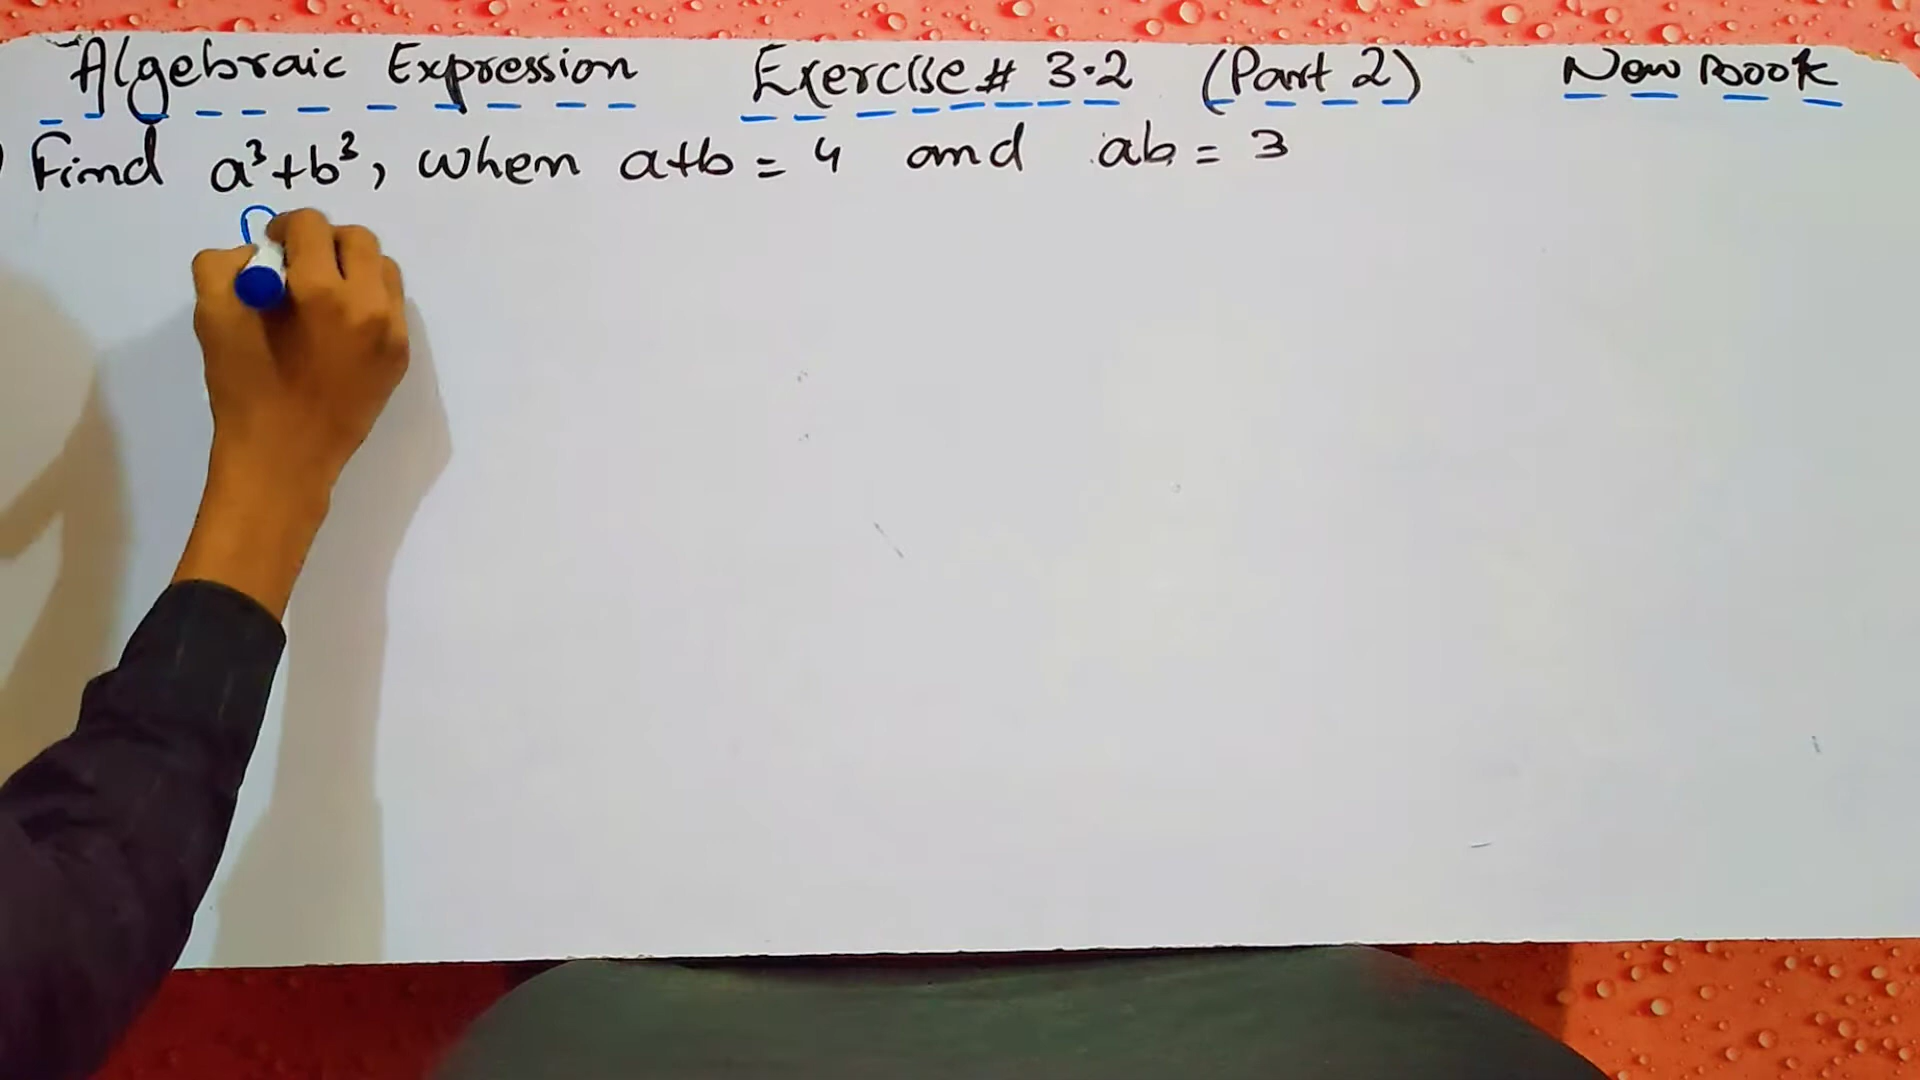 Algebraic Expression Exercise # 3.2 (Part 2) New Book
) Find a³+b³, when a+b = 4 and ab = 3